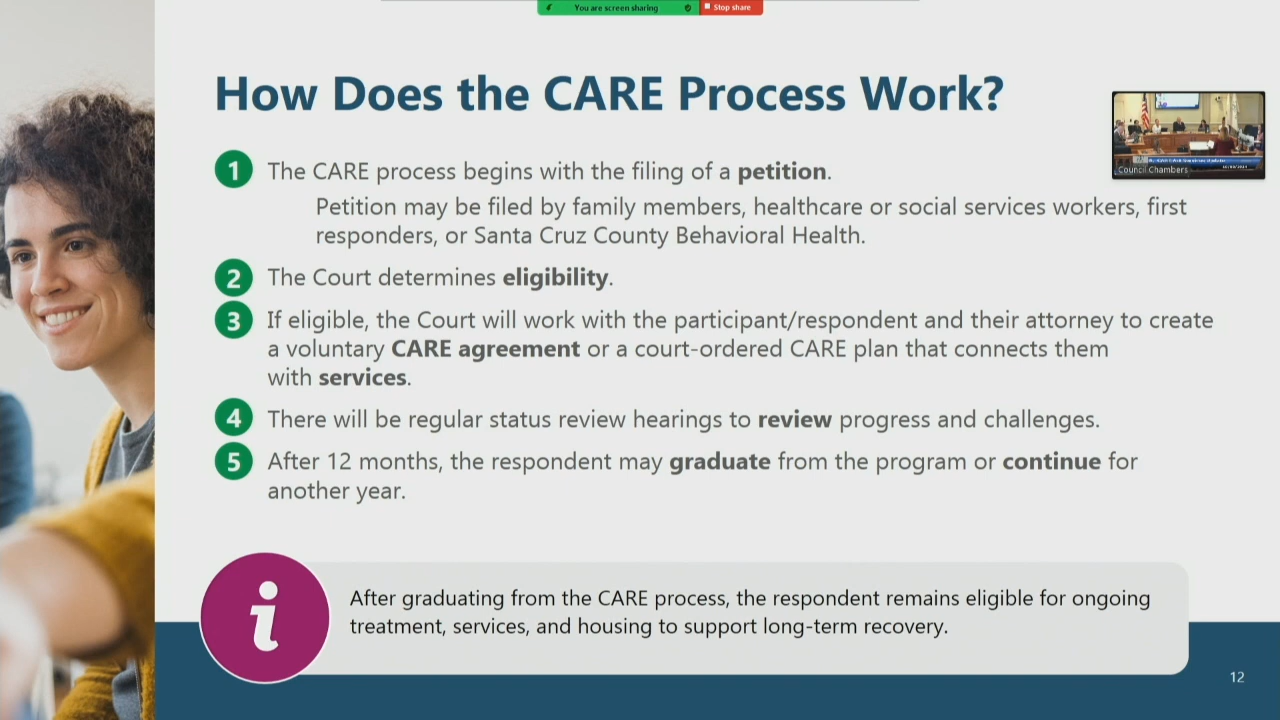 You are screen sharing
Stop share
How Does the CARE Process Work?
Council Chambers
1
The CARE process begins with the filing of a petition.
Petition may be filed by family members, healthcare or social services workers, first
responders, or Santa Cruz County Behavioral Health.
2
The Court determines eligibility.
3
If eligible, the Court will work with the participant/respondent and their attorney to create
a voluntary CARE agreement or a court-ordered CARE plan that connects them
with services.
4
There will be regular status review hearings to review progress and challenges.
5
After 12 months, the respondent may graduate from the program or continue for
another year.
i
After graduating from the CARE process, the respondent remains eligible for ongoing
treatment, services, and housing to support long-term recovery.
12